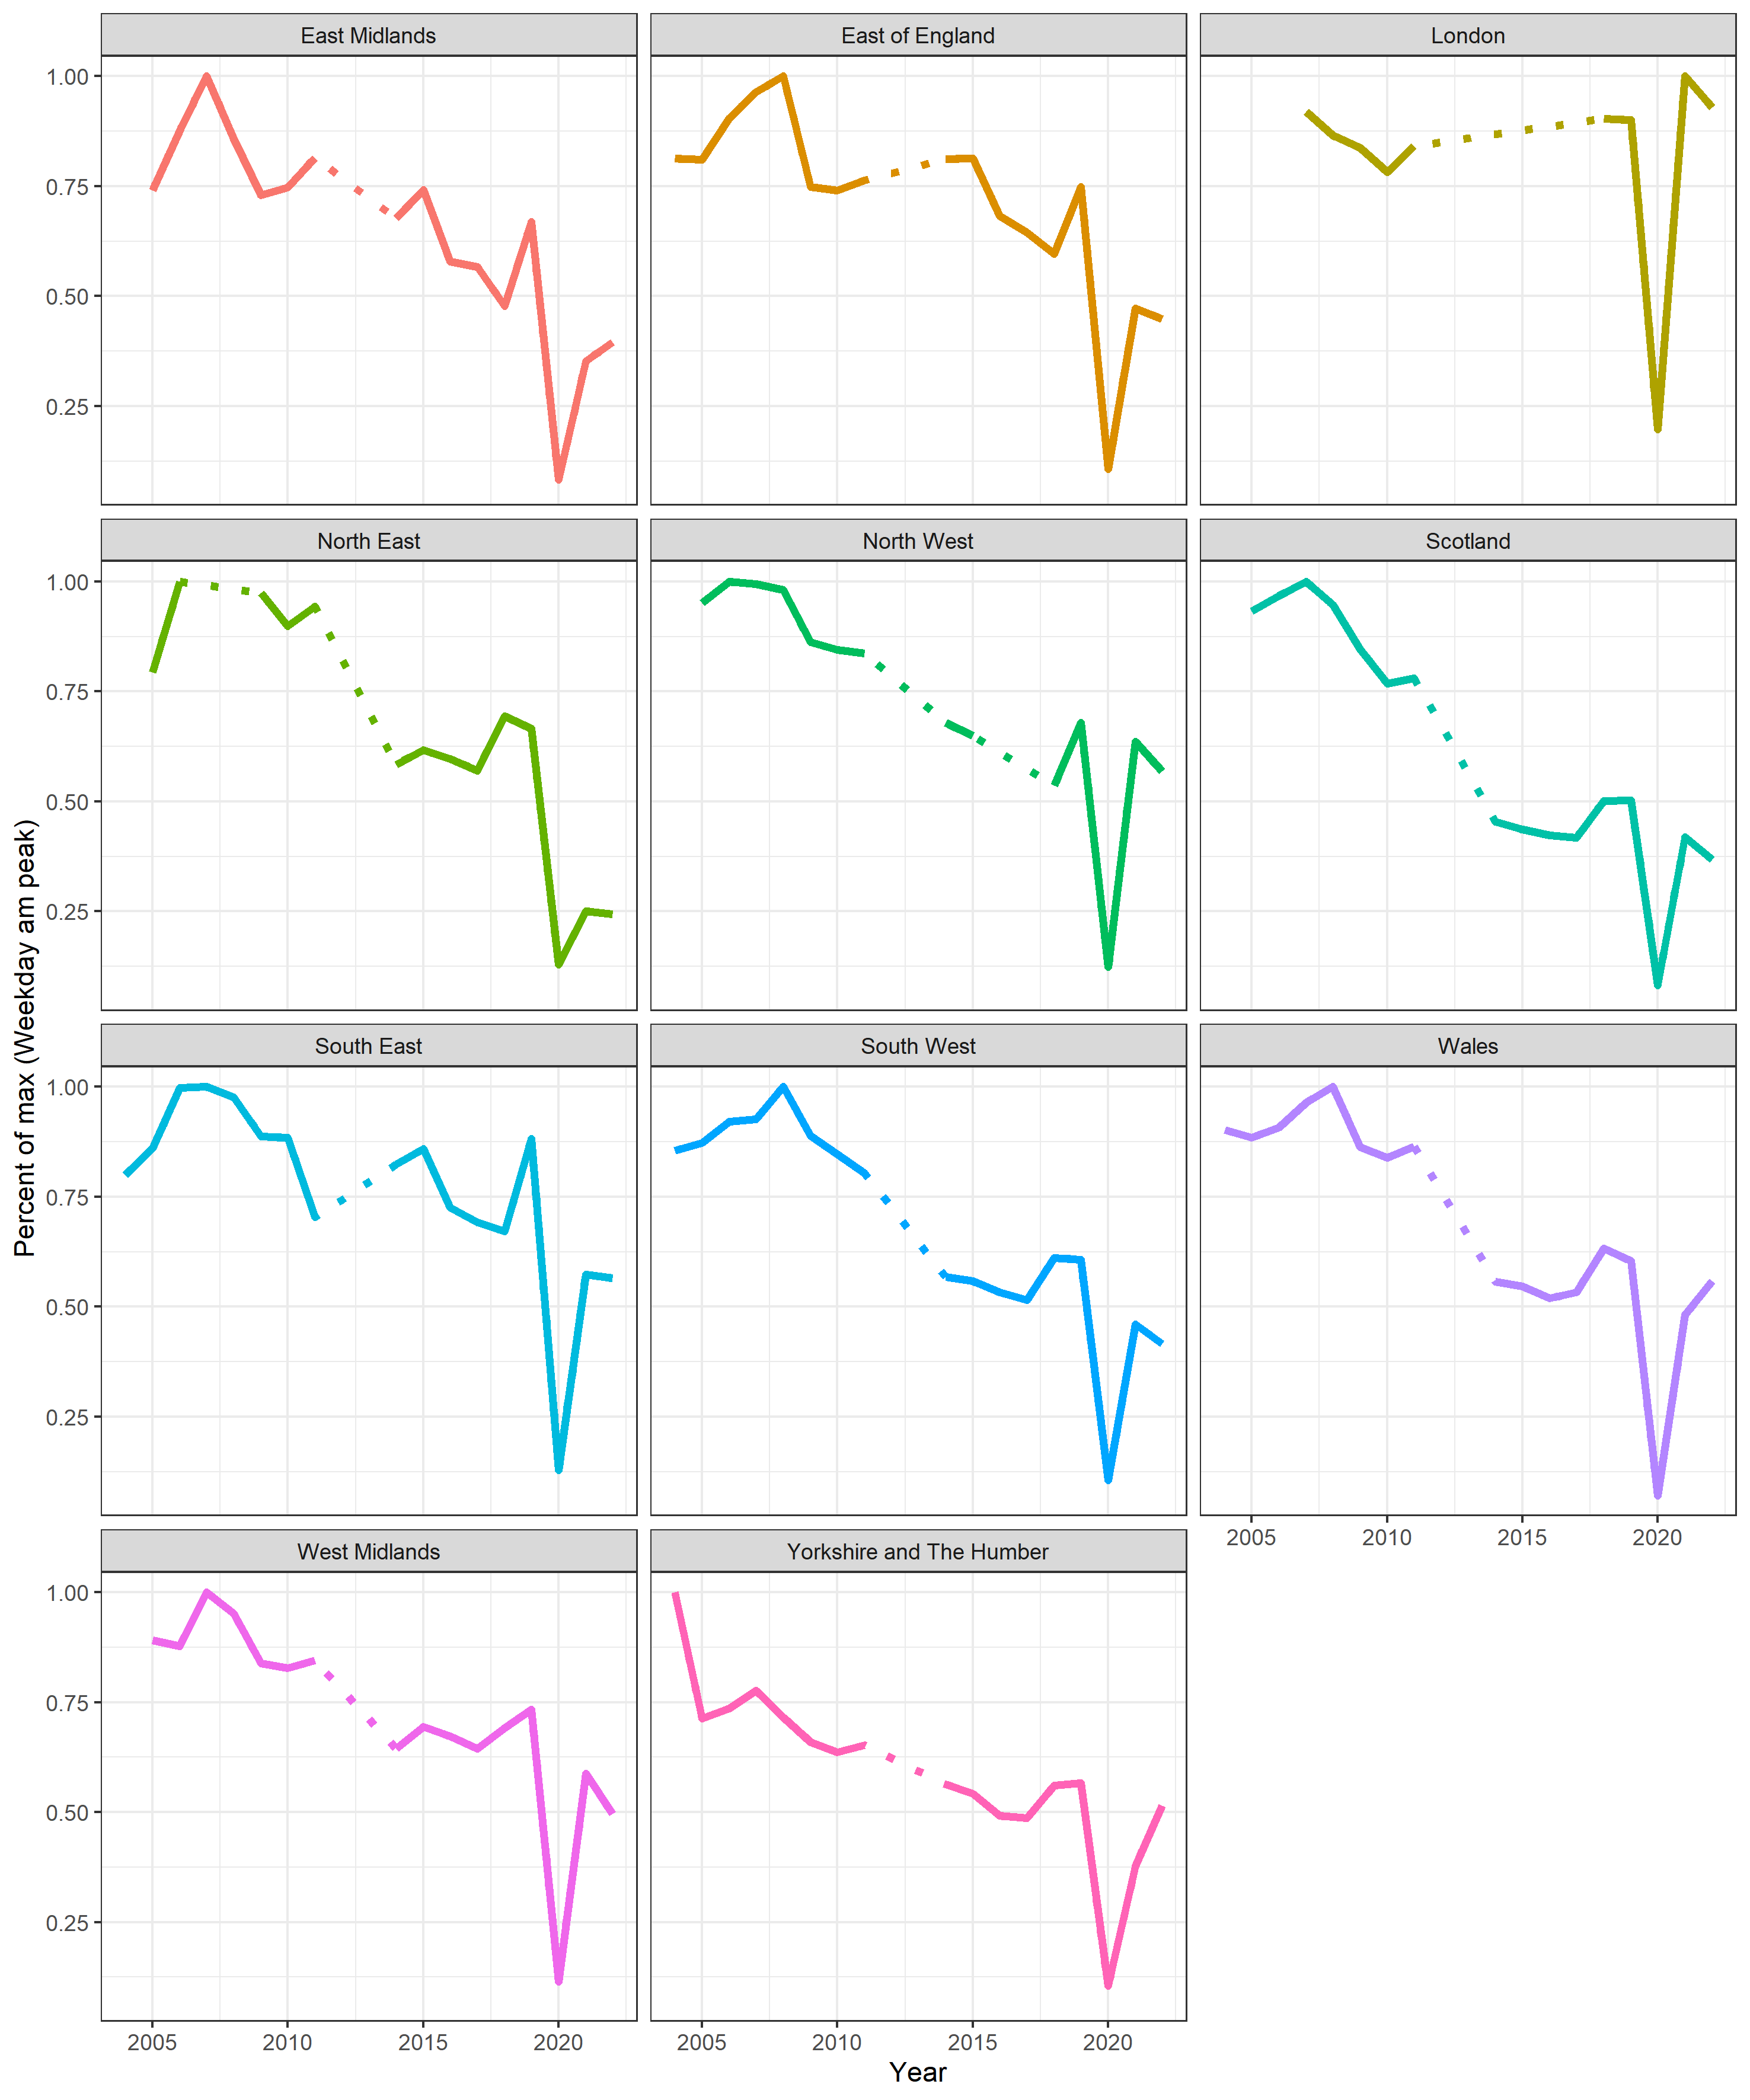 East Midlands
East of England
London
1.00
0.75
0.50
0.25
North East
North West
Scotland
1.00
0.75
0.50
0.25
Percent of max (Weekday am peak)
South East
South West
Wales
1.00
0.75
0.50
0.25
2005 2010 2015 2020
West Midlands
Yorkshire and The Humber
1.00
0.75
0.50
0.25
2005 2010 2015 2020
2005 2010 2015 2020
Year